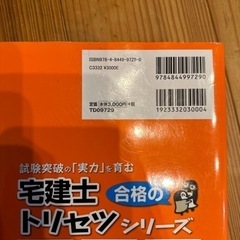 ISBN978-4-8449-9729-0
C3332 ¥3000E
定価 本体3,000円+税
TD09729
9784844997290
1923332030004
試験突破の「実力」を育む
宅建士 合格の
トリセツ シリーズ